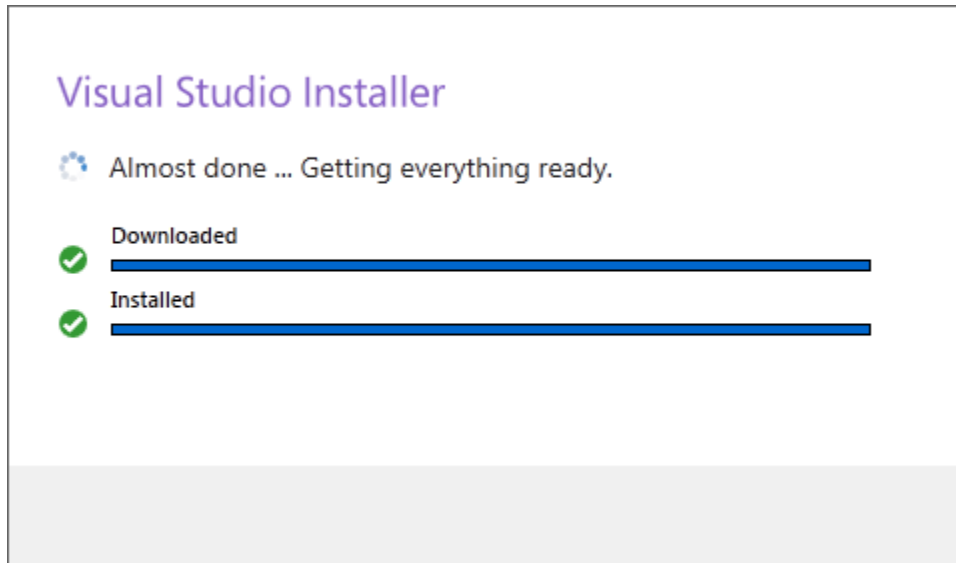 Visual Studio Installer
Almost done ... Getting everything ready.
Downloaded
Installed